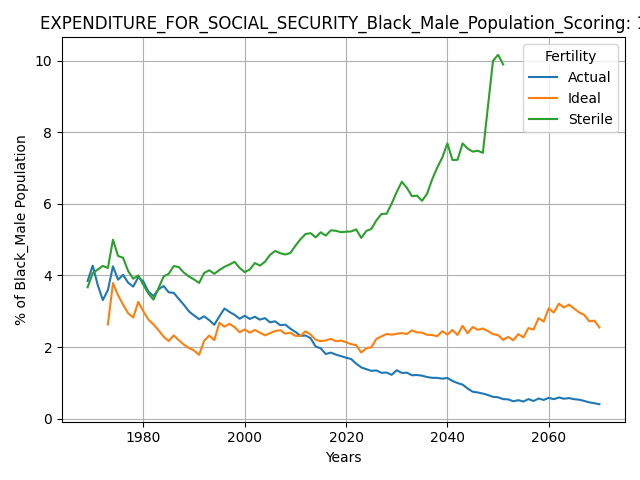 EXPENDITURE_FOR_SOCIAL_SECURITY_Black_Male_Population_Scoring:
Fertility
Actual
Ideal
Sterile
% of Black_Male Population
10
8
6
4
2
0
1980 2000 2020 2040 2060
Years